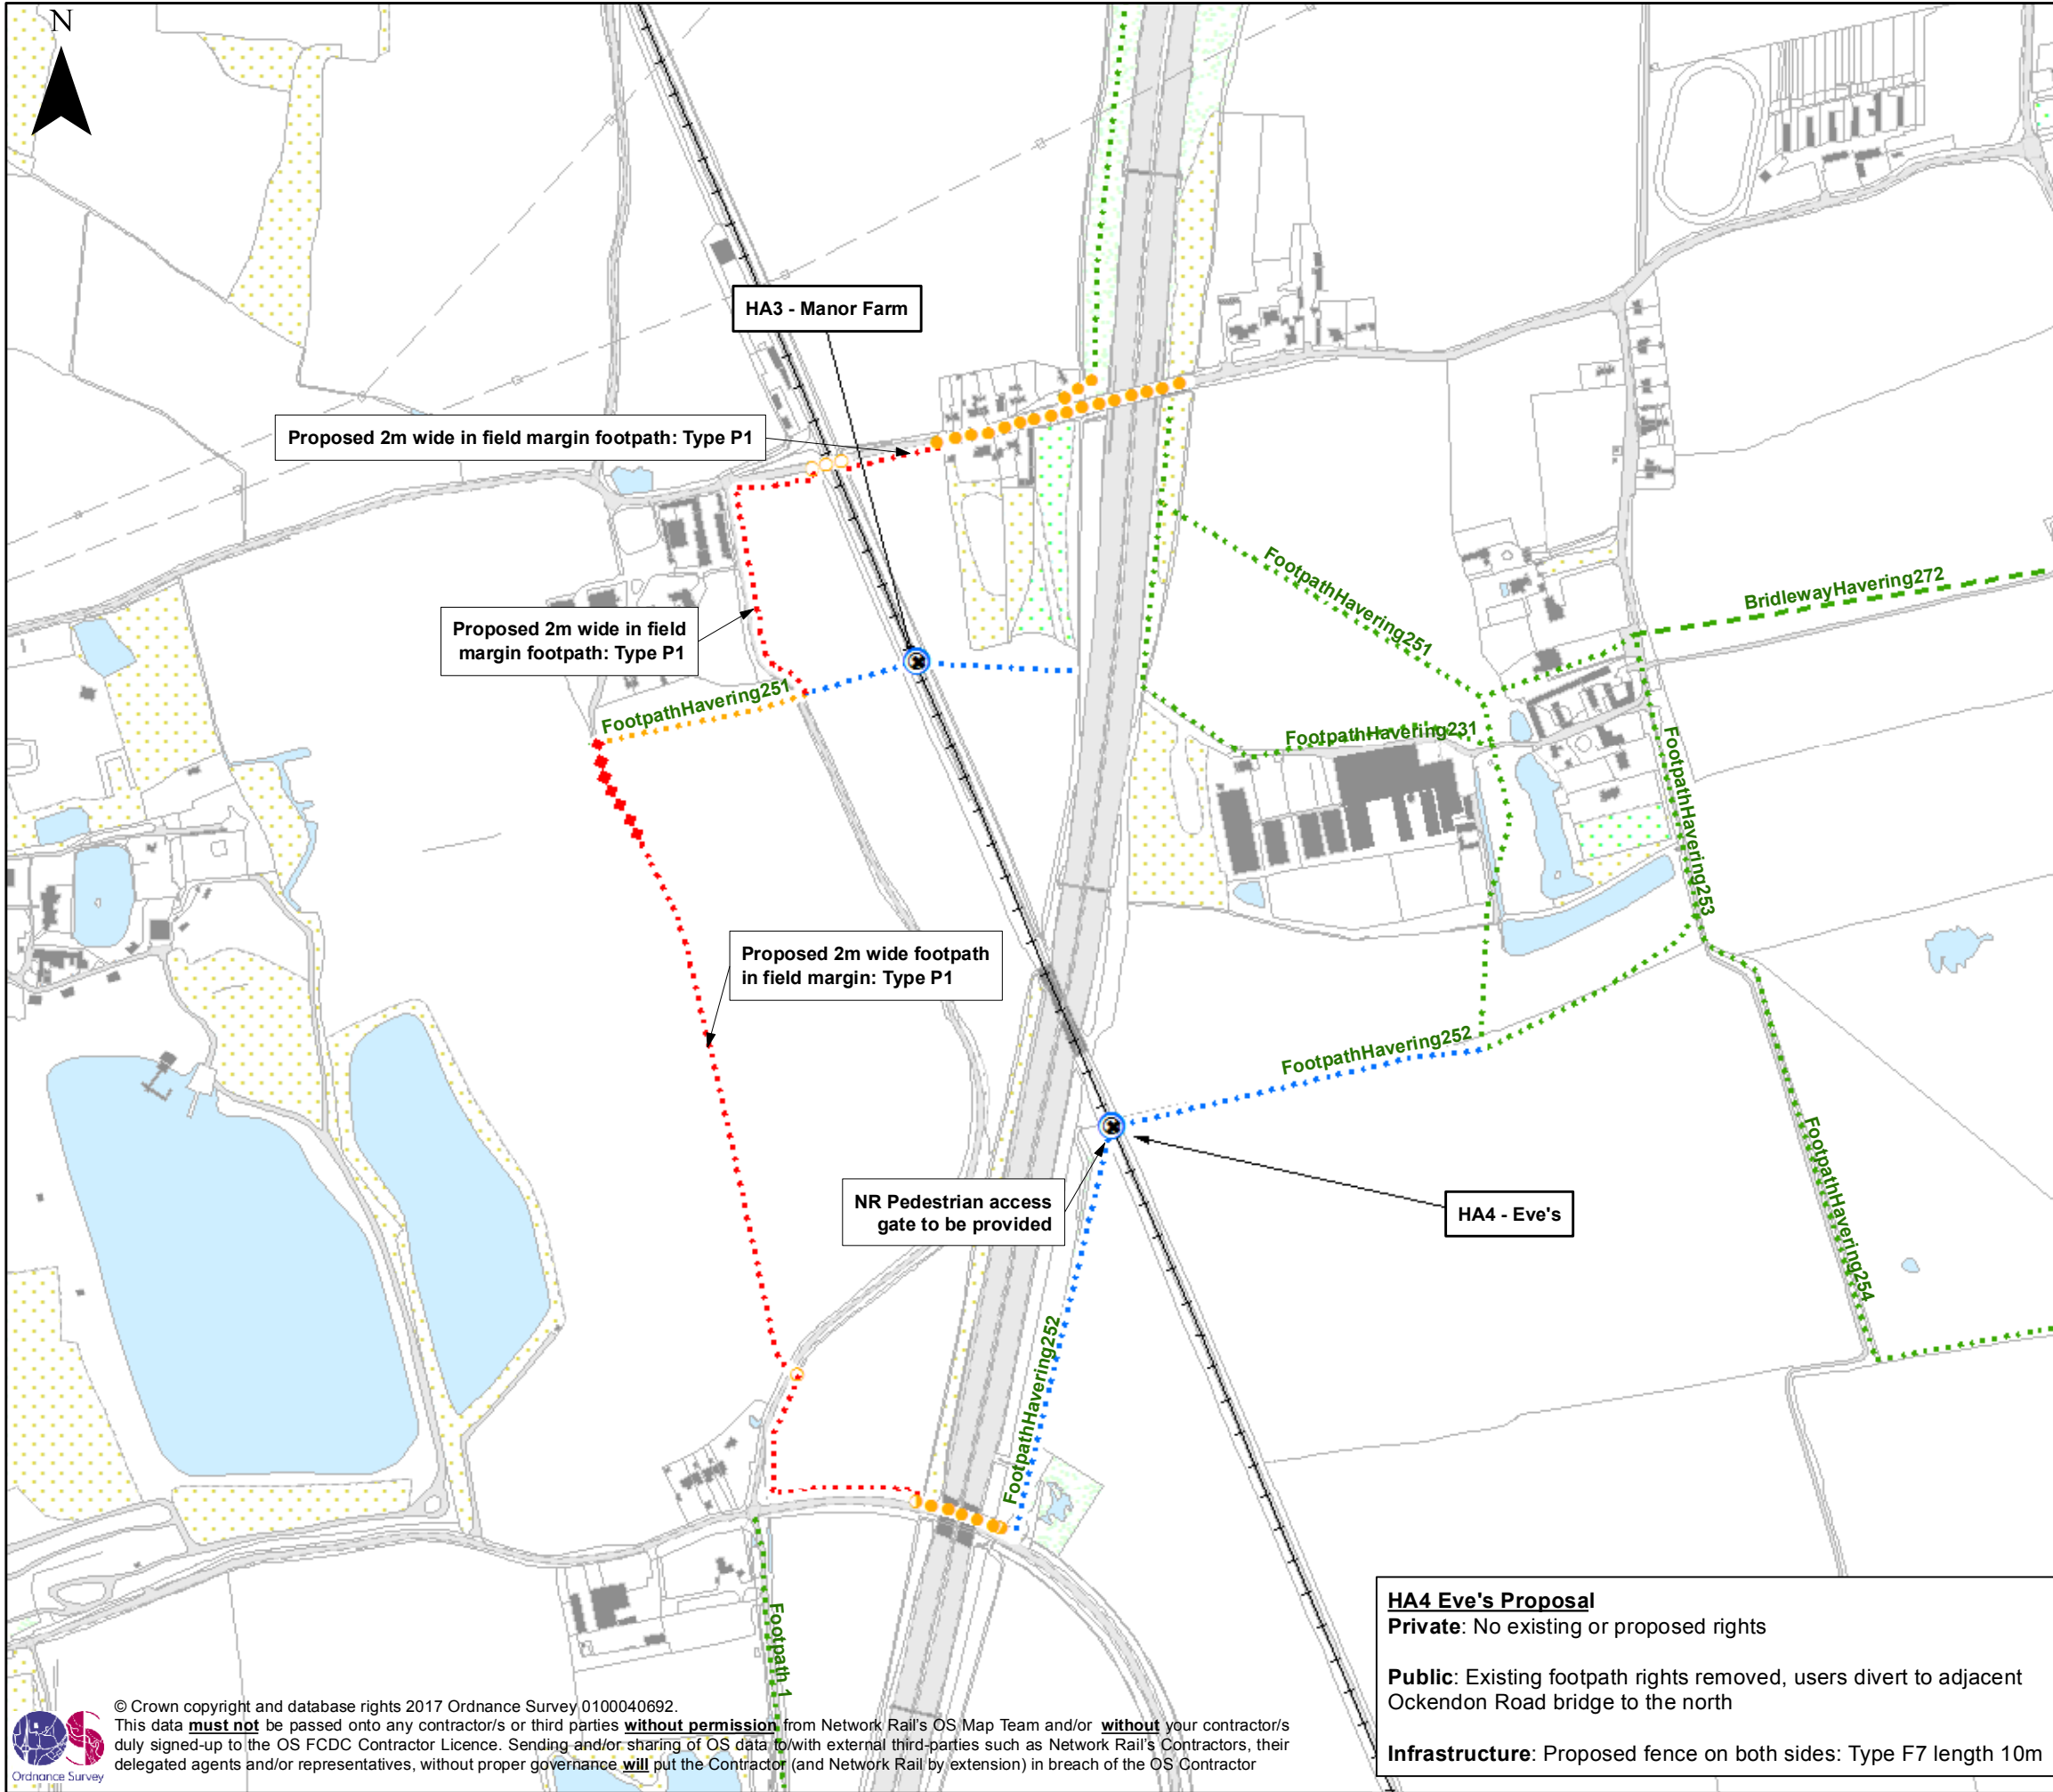 N
HA3 - Manor Farm
Proposed 2m wide in field margin footpath: Type P1
FootpathHavering251
BridlewayHavering272
Proposed 2m wide in field
margin footpath: Type P1
FootpathHavering251
FootpathHavering231
FootpathHavering253
Proposed 2m wide footpath
in field margin: Type P1
FootpathHavering252
FootpathHavering254
NR Pedestrian access
gate to be provided
HA4 - Eve's
FootpathHavering252
Footpath 1
HA4 Eve's Proposal
Private: No existing or proposed rights
Public: Existing footpath rights removed, users divert to adjacent
Ockendon Road bridge to the north
Infrastructure: Proposed fence on both sides: Type F7 length 10m
© Crown copyright and database rights 2017 Ordnance Survey 0100040692.
This data must not be passed onto any contractor/s or third parties without permission from Network Rail's OS Map Team and/or without your contractor/s
duly signed-up to the OS FCDC Contractor Licence. Sending and/or sharing of OS data to/with external third-parties such as Network Rail's Contractors, their
delegated agents and/or representatives, without proper governance will put the Contractor (and Network Rail by extension) in breach of the OS Contractor
Ordnance Survey